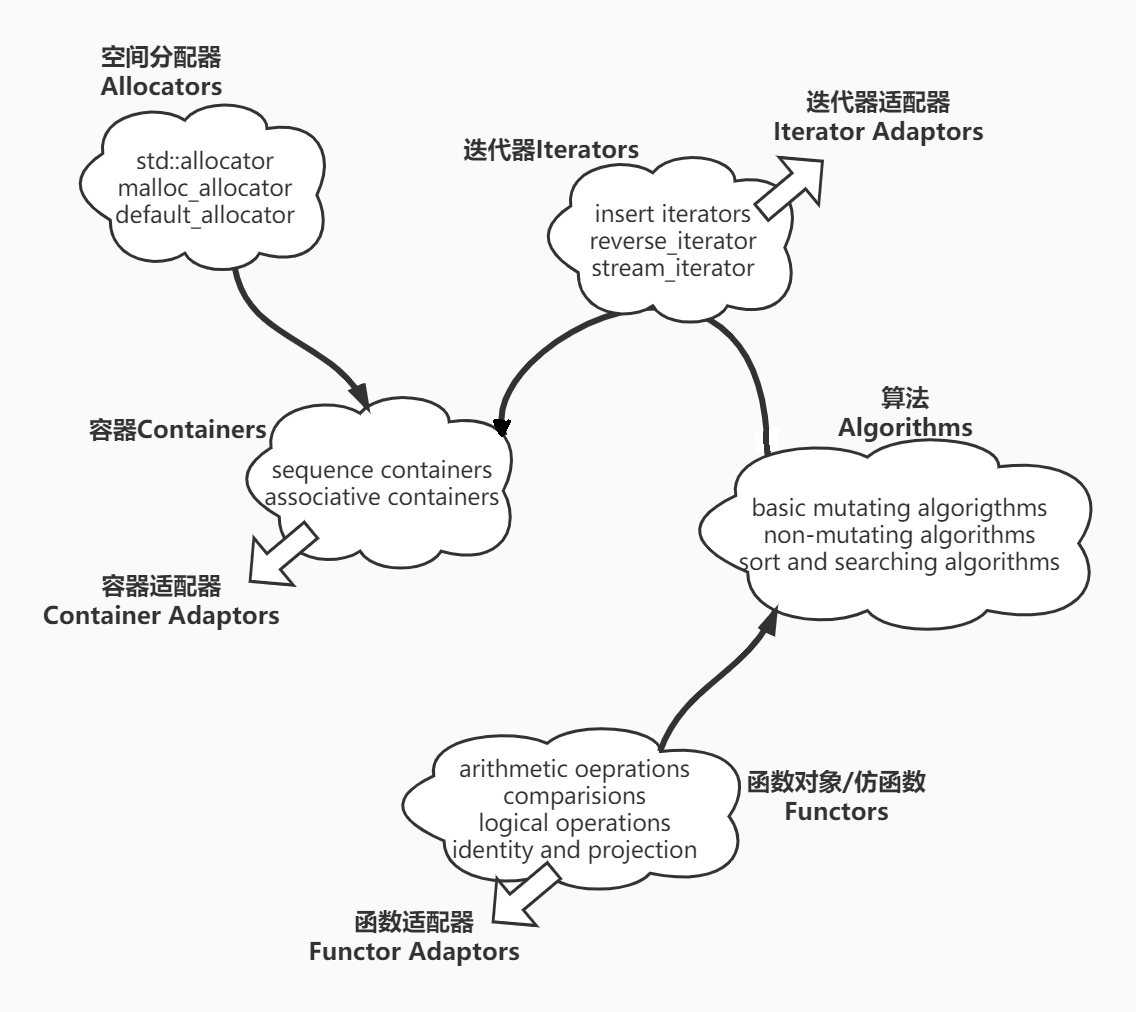 空间分配器
Allocators
std::allocator
malloc_allocator
default_allocator
迭代器适配器
Iterator Adaptors
迭代器Iterators
insert iterators
reverse_iterator
stream_iterator
容器Containers
sequence containers
associative containers
容器适配器
Container Adaptors
算法
Algorithms
basic mutating algorigthms
non-mutating algorithms
sort and searching algorithms
arithmetic oeprations
comparisions
logical operations
identity and projection
函数对象/仿函数
Functors
函数适配器
Functor Adaptors